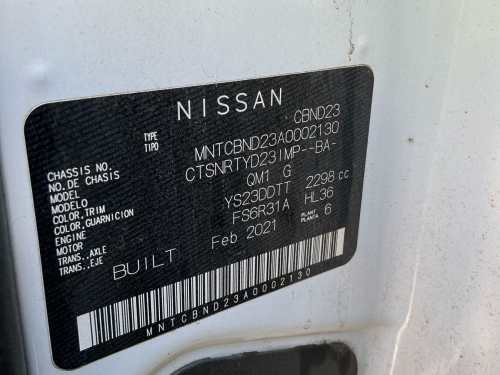 NISSAN
TYPE
TIPO
CBND23
CHASSIS NO.
NO. DE CHASIS
MNTCBND23A0002130
MODEL
MODELO
CTSNRTYD23IMP--BA-
COLOR,TRIM
COLOR,GUARNICION
QM1 G
ENGINE
MOTOR
YS23DDTT 2298 cc
TRANS.,AXLE
TRANS.,EJE
FS6R31A HL36
BUILT Feb 2021
PLANT
PLANTA
6
MNTCBND23A0002130